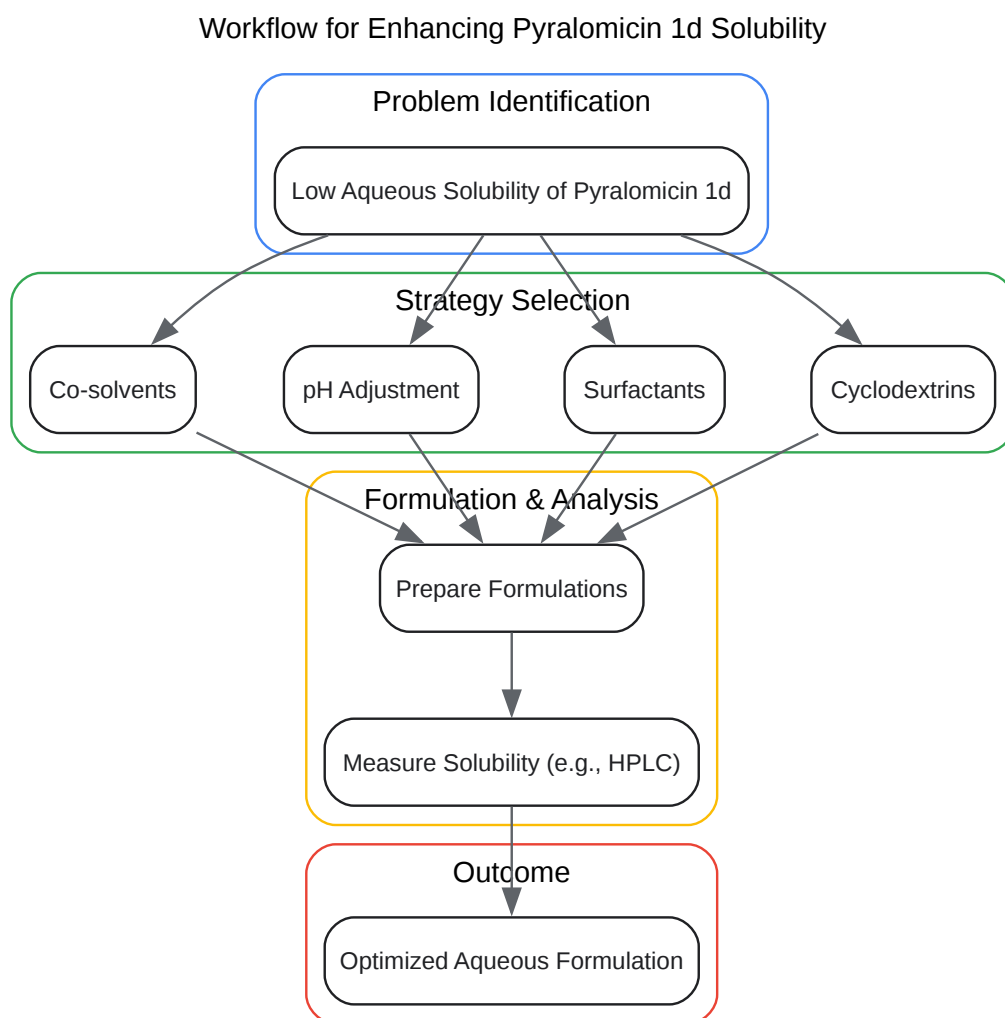 Workflow for Enhancing Pyralomicin 1d Solubility
Problem Identification
Low Aqueous Solubility of Pyralomicin 1d
Strategy Selection
Co-solvents
pH Adjustment
Surfactants
Cyclodextrins
Formulation & Analysis
Prepare Formulations
Measure Solubility (e.g., HPLC)
Outcome
Optimized Aqueous Formulation